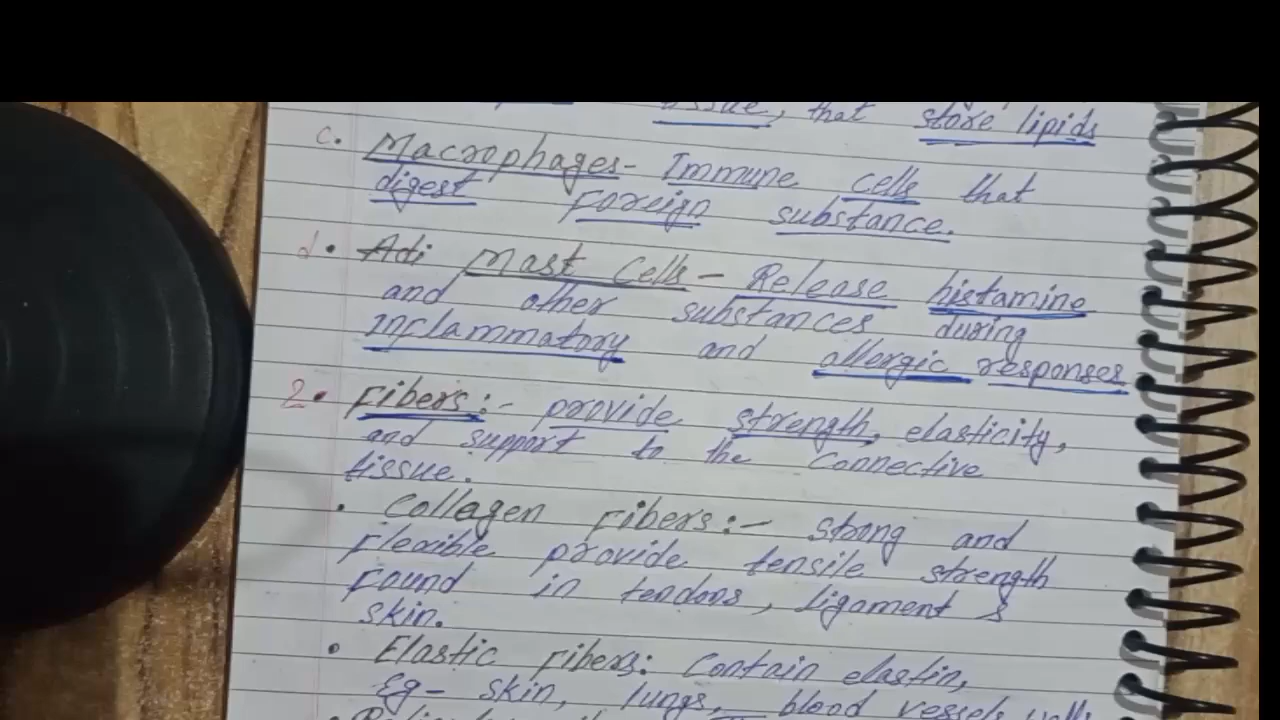 tissue, that store lipids
c. Macrophages- Immune cells that
digest foreign substance.
d. Adi Mast Cells - Release histamine
and other substances during
inflammatory and allergic responses
2. Fibers:- provide strength, elasticity,
and support to the connective
tissue.
• Collagen Fibers:- strong and
flexible provide tensile strength
found in tendons, ligament &
skin.
• Elastic Fibers: Contain elastin,
Eg- skin, lungs, blood vessels walls